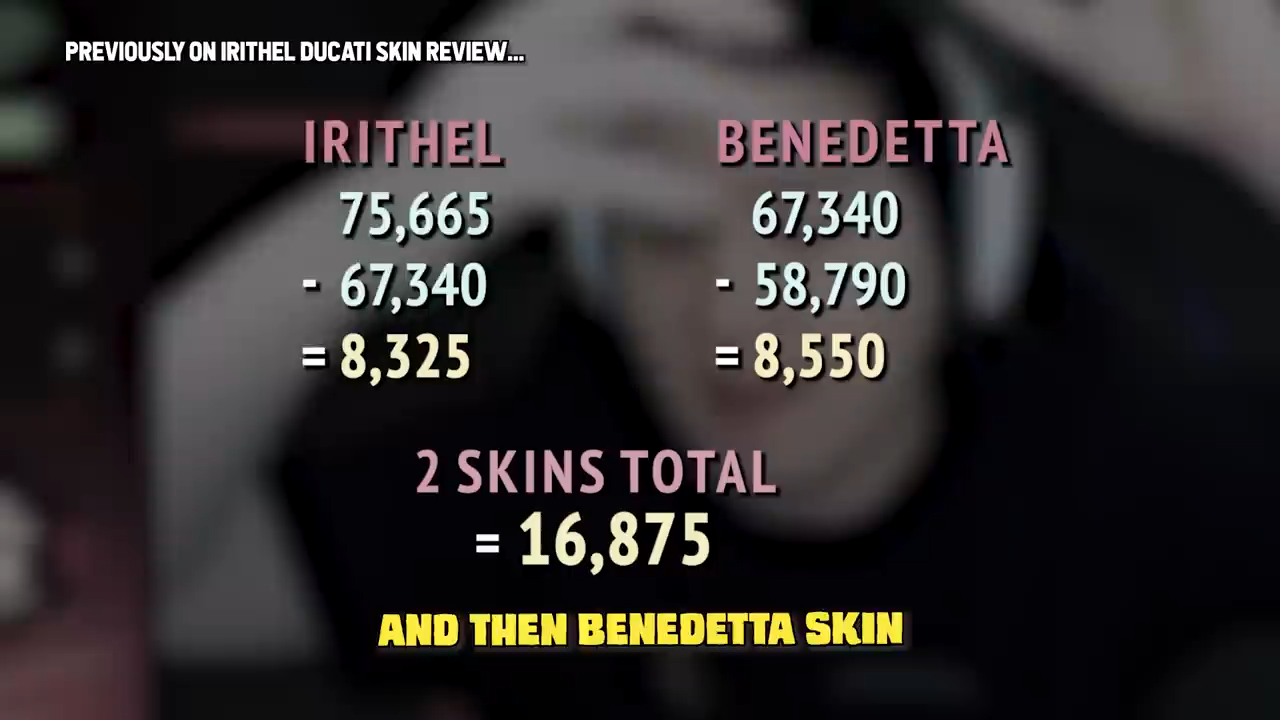 PREVIOUSLY ON IRITHEL DUCATI SKIN REVIEW...
IRITHEL
75,665
- 67,340
= 8,325
BENEDETTA
67,340
- 58,790
= 8,550
2 SKINS TOTAL
= 16,875
AND THEN BENEDETTA SKIN